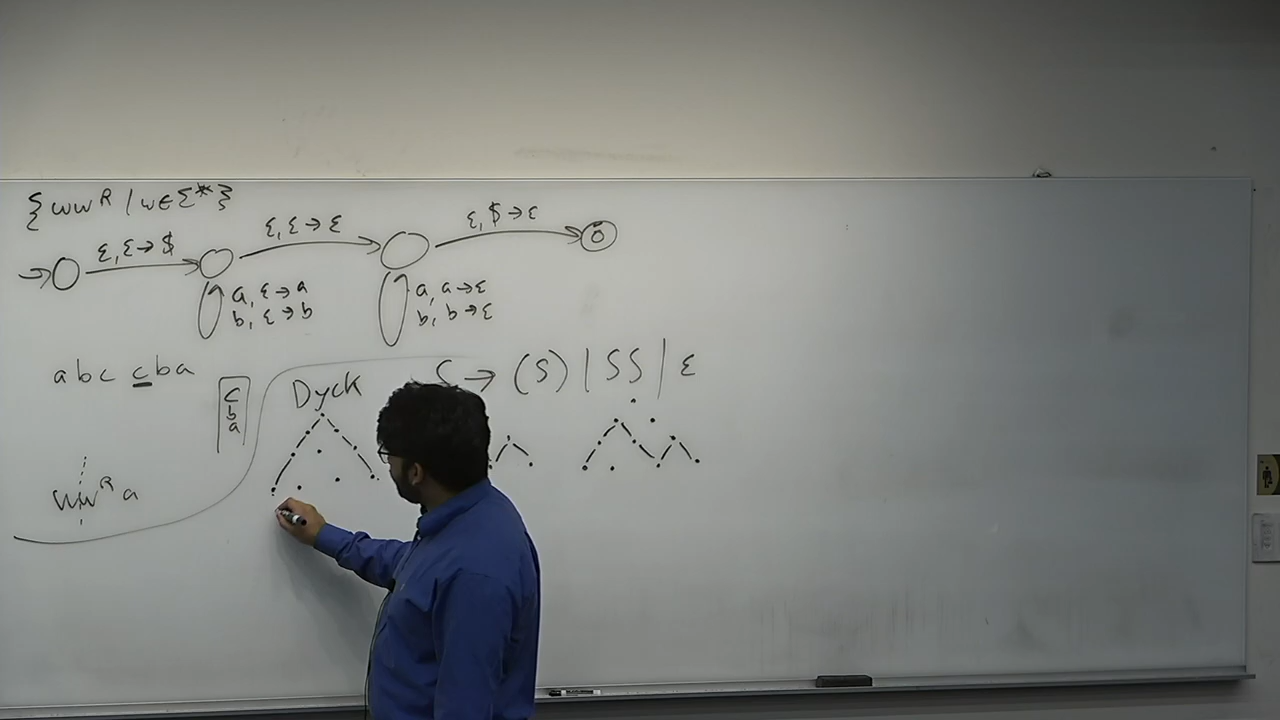 {ww^R | w∈Σ*}
ε, ε→$
ε, ε→ε
ε, $→ε
a, ε→a
b, ε→b
a, a→ε
b, b→ε
abc cba
c
b
a
Dyck
S → (S) | SS | ε
ww^R a